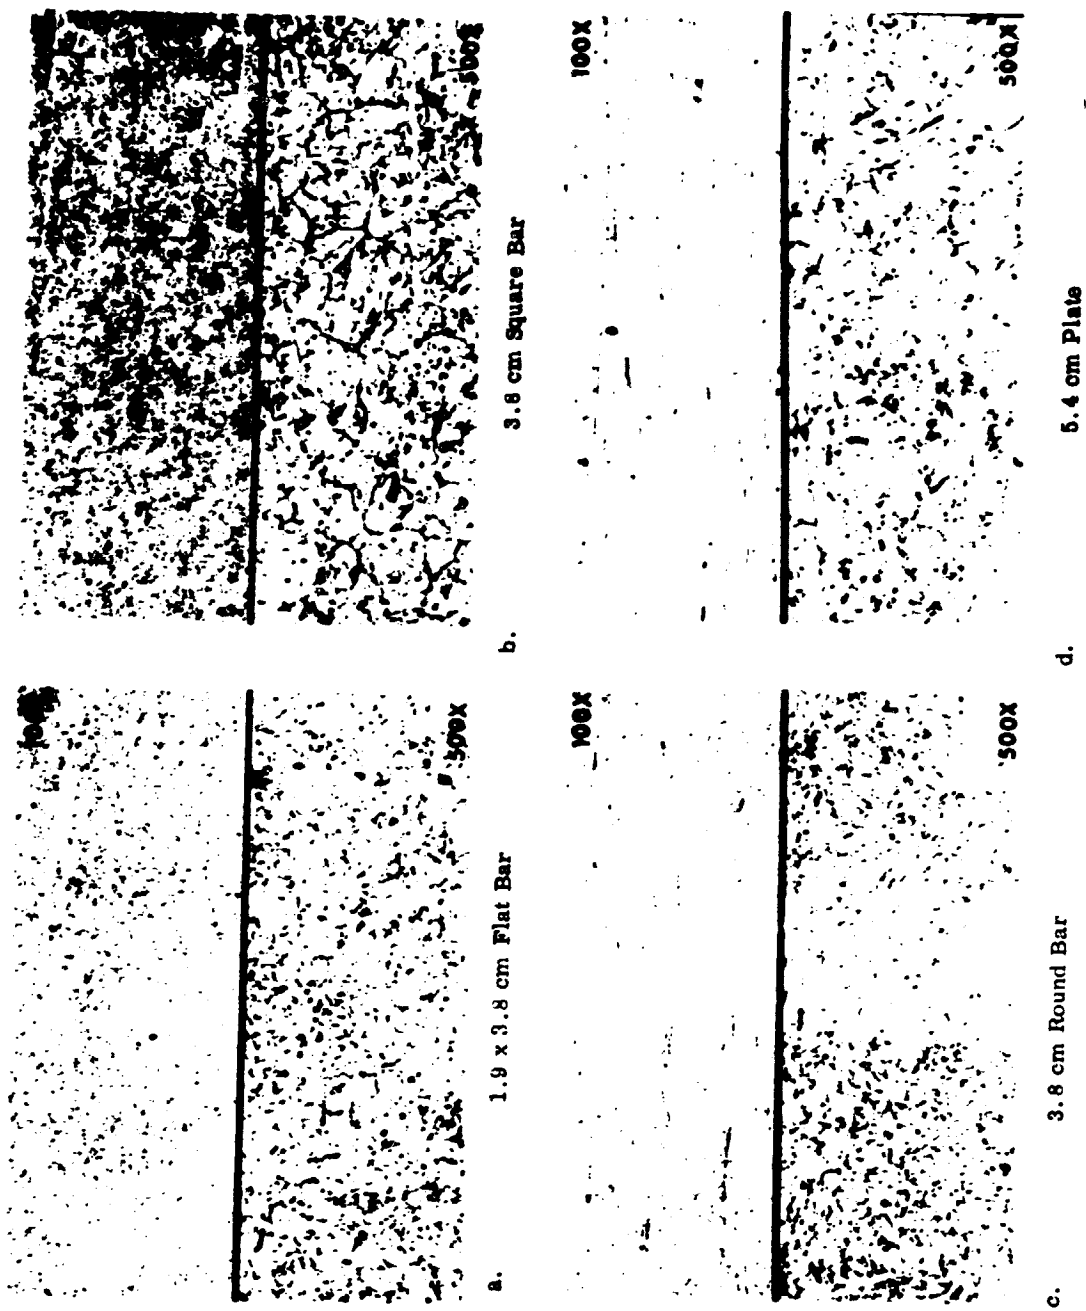 500X
a. 1.9 x 3.8 cm Flat Bar
500X
b. 3.8 cm Square Bar
100X
500X
c. 3.8 cm Round Bar
100X
500X
d. 5.4 cm Plate